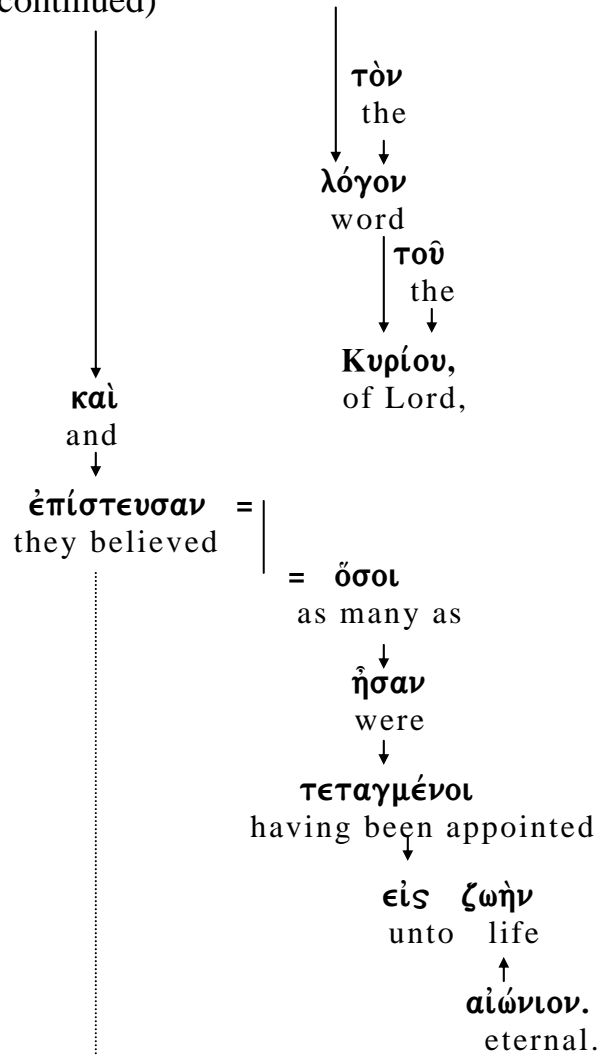 continued)
τὸν
the
λόγον
word
τοῦ
the
Κυρίου,
of Lord,
καὶ
and
ἐπίστευσαν =
they believed
= ὅσοι
as many as
ἦσαν
were
τεταγμένοι
having been appointed
εἰς ζωὴν
unto life
αἰώνιον.
eternal.